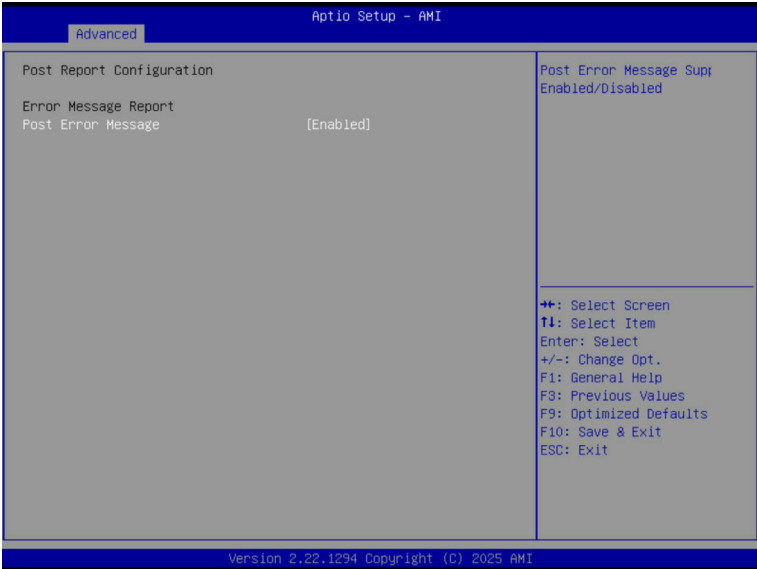 Aptio Setup – AMI
Advanced
Post Report Configuration
Error Message Report
Post Error Message [Enabled]
Post Error Message Supp
Enabled/Disabled
→←: Select Screen
↑↓: Select Item
Enter: Select
+/-: Change Opt.
F1: General Help
F3: Previous Values
F9: Optimized Defaults
F10: Save & Exit
ESC: Exit
Version 2.22.1294 Copyright (C) 2025 AMI